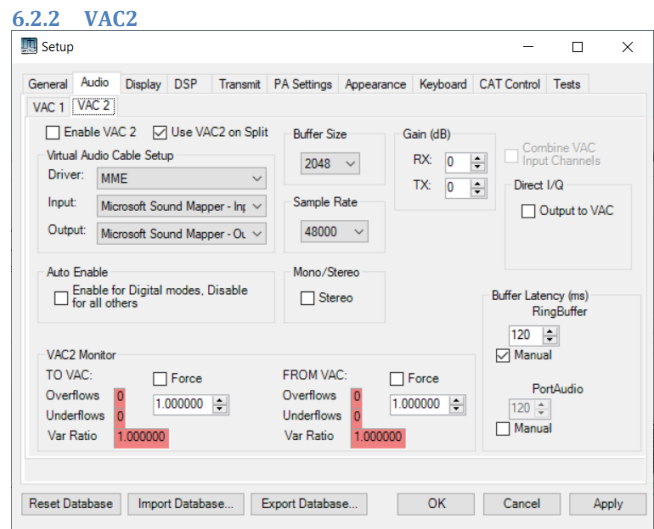 6.2.2 VAC2
Setup
General Audio Display DSP Transmit PA Settings Appearance Keyboard CAT Control Tests
VAC 1 VAC 2
Enable VAC 2 Use VAC2 on Split
Virtual Audio Cable Setup
Driver: MME
Input: Microsoft Sound Mapper - Inp
Output: Microsoft Sound Mapper - Ou
Buffer Size
2048
Sample Rate
48000
Gain (dB)
RX: 0
TX: 0
Combine VAC
Input Channels
Direct I/Q
Output to VAC
Auto Enable
Enable for Digital modes, Disable
for all others
Mono/Stereo
Stereo
Buffer Latency (ms)
RingBuffer
120
Manual
PortAudio
120
Manual
VAC2 Monitor
TO VAC: Force
Overflows 0 1.000000
Underflows 0
Var Ratio 1.000000
FROM VAC: Force
Overflows 0 1.000000
Underflows 0
Var Ratio 1.000000
Reset Database Import Database... Export Database... OK Cancel Apply